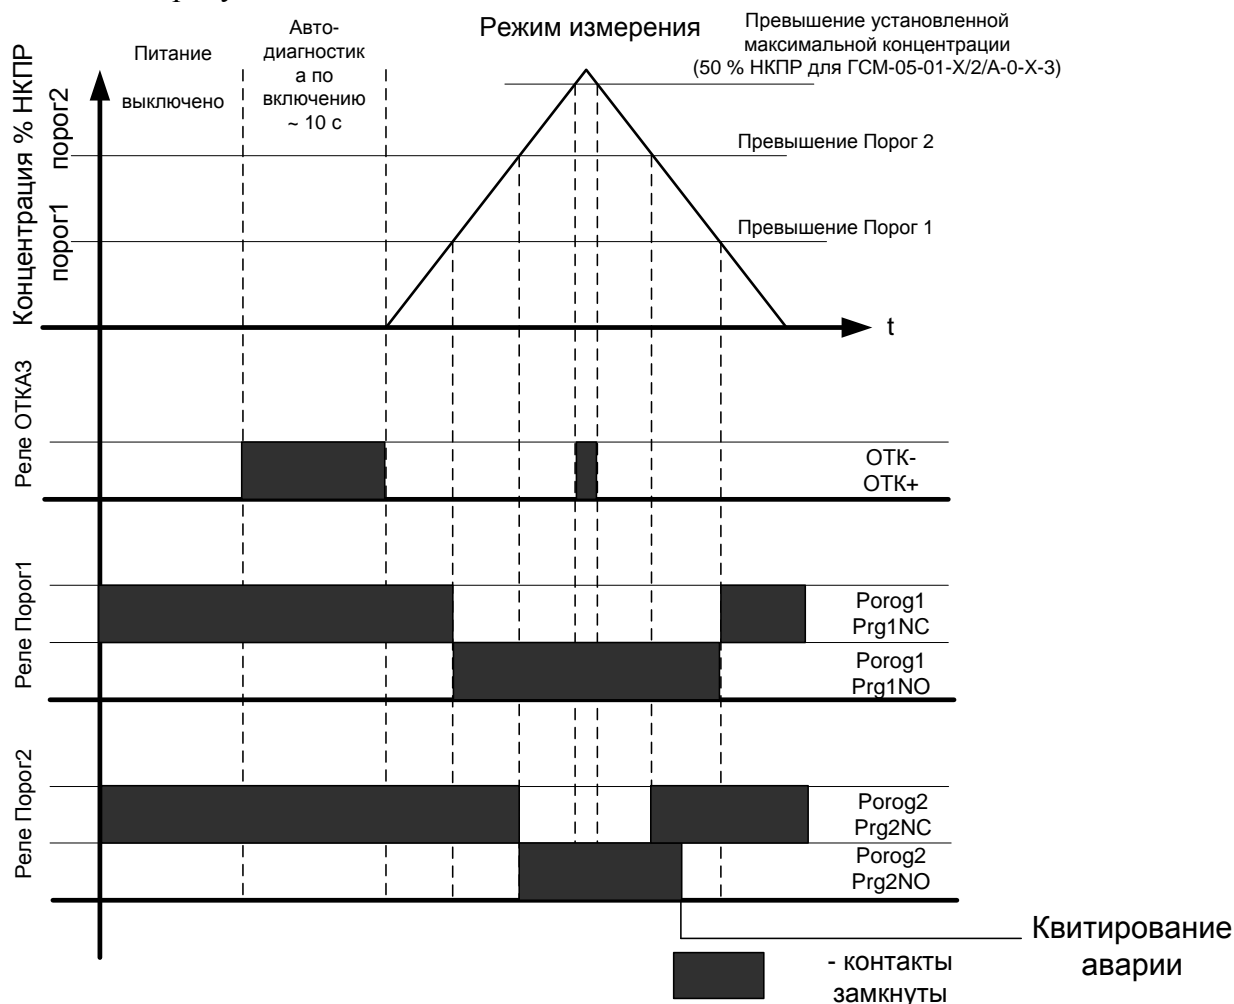 Питание
выключено
Авто-
диагностик
а по
включению
~ 10 с
Режим измерения
Превышение установленной
максимальной концентрации
(50 % НКПР для ГСМ-05-01-Х/2/А-0-Х-3)
Превышение Порог 2
Превышение Порог 1
Концентрация % НКПР
порог2
порог1
t
Реле ОТКАЗ
ОТК-
ОТК+
Реле Порог1
Porog1
Prg1NC
Porog1
Prg1NO
Реле Порог2
Porog2
Prg2NC
Porog2
Prg2NO
Квитирование
аварии
- контакты
замкнуты